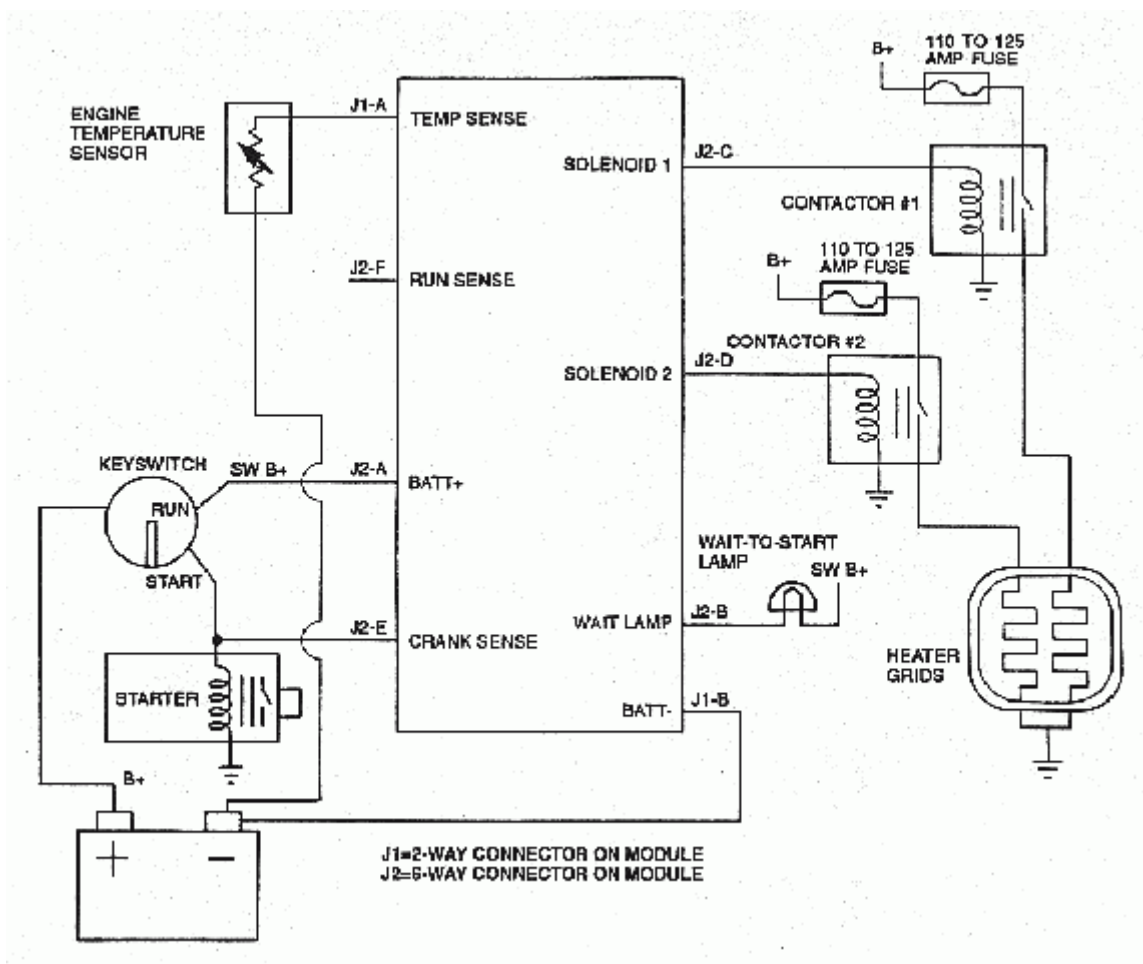 B+
110 TO 125
AMP FUSE
ENGINE
TEMPERATURE
SENSOR
J1-A
TEMP SENSE
SOLENOID 1
J2-C
CONTACTOR #1
J2-F
RUN SENSE
B+
110 TO 125
AMP FUSE
CONTACTOR #2
SOLENOID 2
J2-D
KEYSWITCH
SW B+
J2-A
BATT+
RUN
START
WAIT-TO-START
LAMP
SW B+
J2-E
CRANK SENSE
WAIT LAMP
J2-B
HEATER
GRIDS
STARTER
BATT-
J1-B
B+
+
−
J1=2-WAY CONNECTOR ON MODULE
J2=6-WAY CONNECTOR ON MODULE